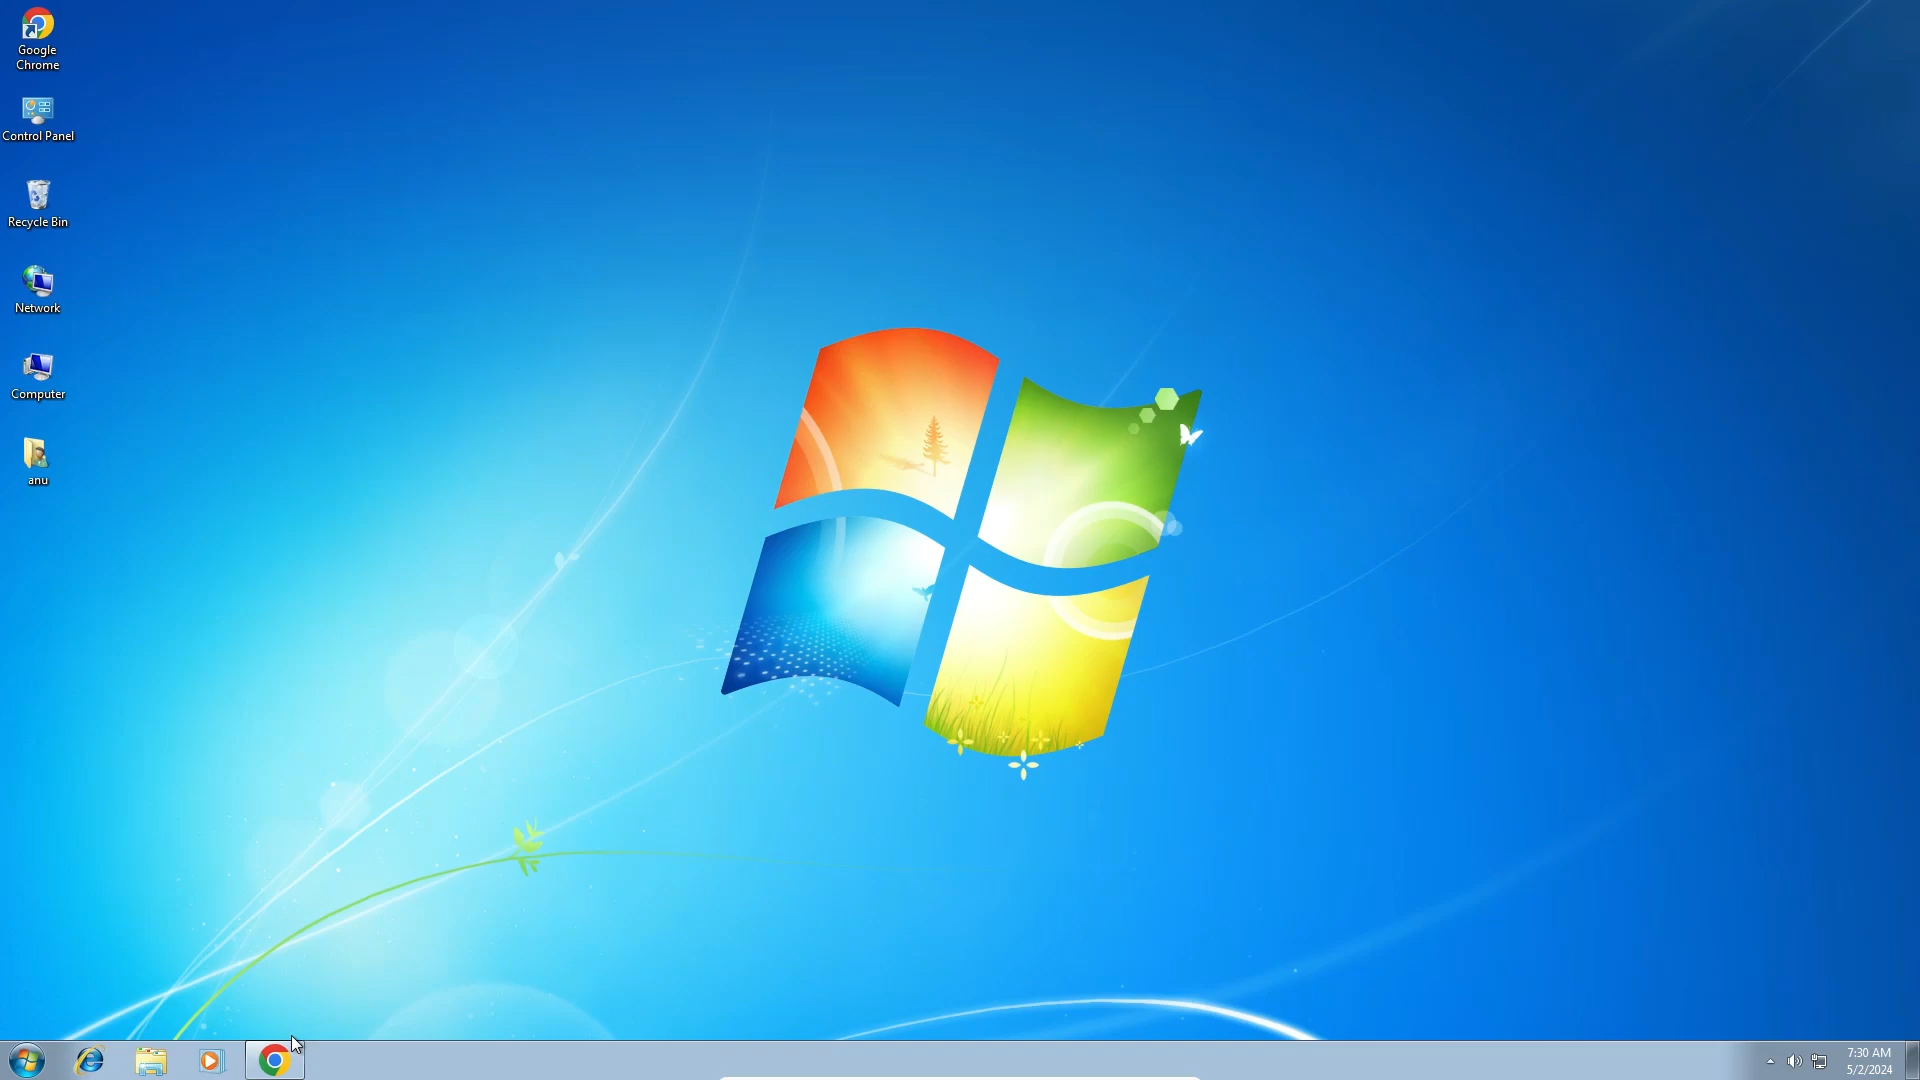 Google
Chrome
Control Panel
Recycle Bin
Network
Computer
anu
7:30 AM
5/2/2024